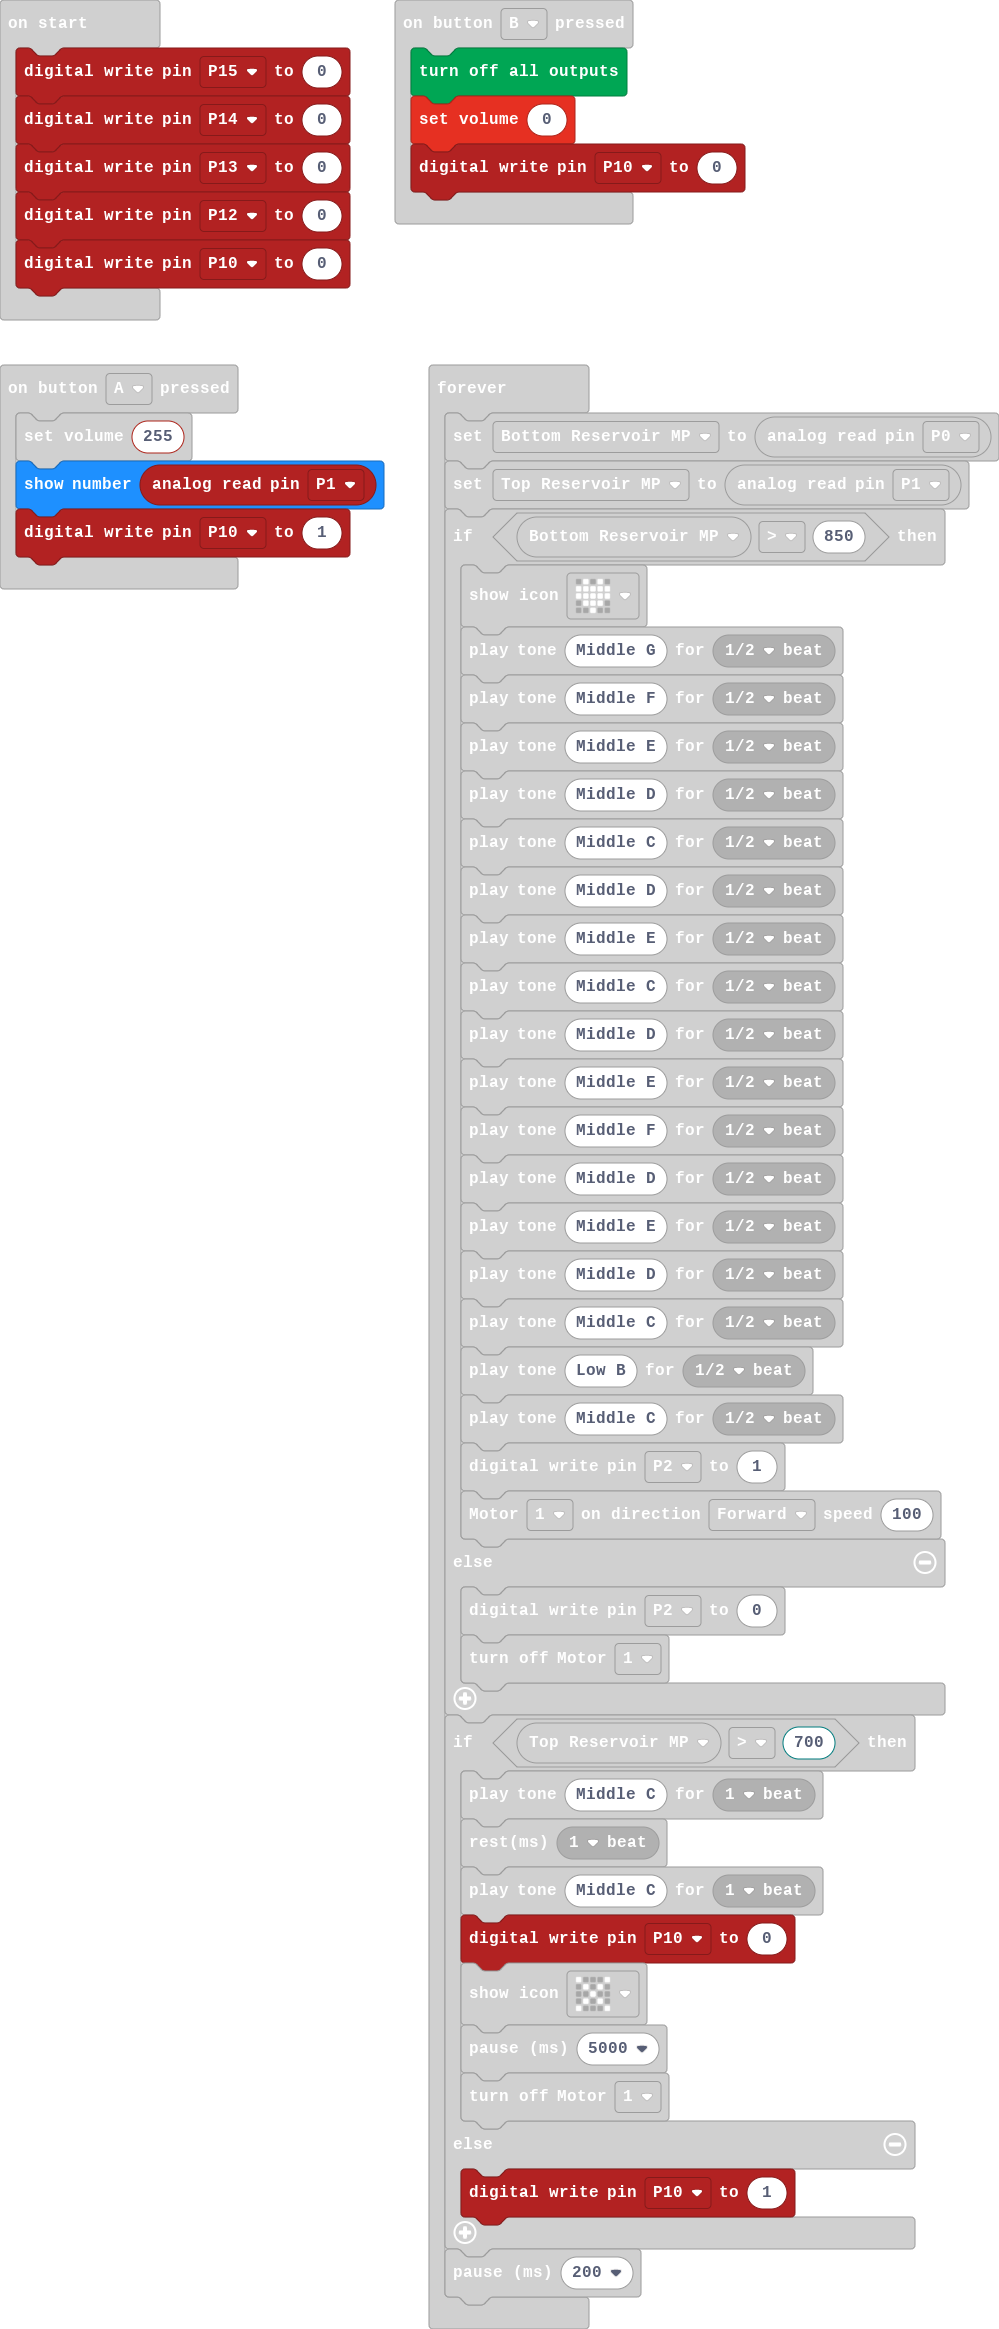 on start
digital write pin P15 to 0
digital write pin P14 to 0
digital write pin P13 to 0
digital write pin P12 to 0
digital write pin P10 to 0
on button B pressed
turn off all outputs
set volume 0
digital write pin P10 to 0
on button A pressed
set volume 255
show number analog read pin P1
digital write pin P10 to 1
forever
set Bottom Reservoir MP to analog read pin P0
set Top Reservoir MP to analog read pin P1
if Bottom Reservoir MP > 850 then
show icon
play tone Middle G for 1/2 beat
play tone Middle F for 1/2 beat
play tone Middle E for 1/2 beat
play tone Middle D for 1/2 beat
play tone Middle C for 1/2 beat
play tone Middle D for 1/2 beat
play tone Middle E for 1/2 beat
play tone Middle C for 1/2 beat
play tone Middle D for 1/2 beat
play tone Middle E for 1/2 beat
play tone Middle F for 1/2 beat
play tone Middle D for 1/2 beat
play tone Middle E for 1/2 beat
play tone Middle D for 1/2 beat
play tone Middle C for 1/2 beat
play tone Low B for 1/2 beat
play tone Middle C for 1/2 beat
digital write pin P2 to 1
Motor 1 on direction Forward speed 100
else
digital write pin P2 to 0
turn off Motor 1
if Top Reservoir MP > 700 then
play tone Middle C for 1 beat
rest(ms) 1 beat
play tone Middle C for 1 beat
digital write pin P10 to 0
show icon
pause (ms) 5000
turn off Motor 1
else
digital write pin P10 to 1
pause (ms) 200